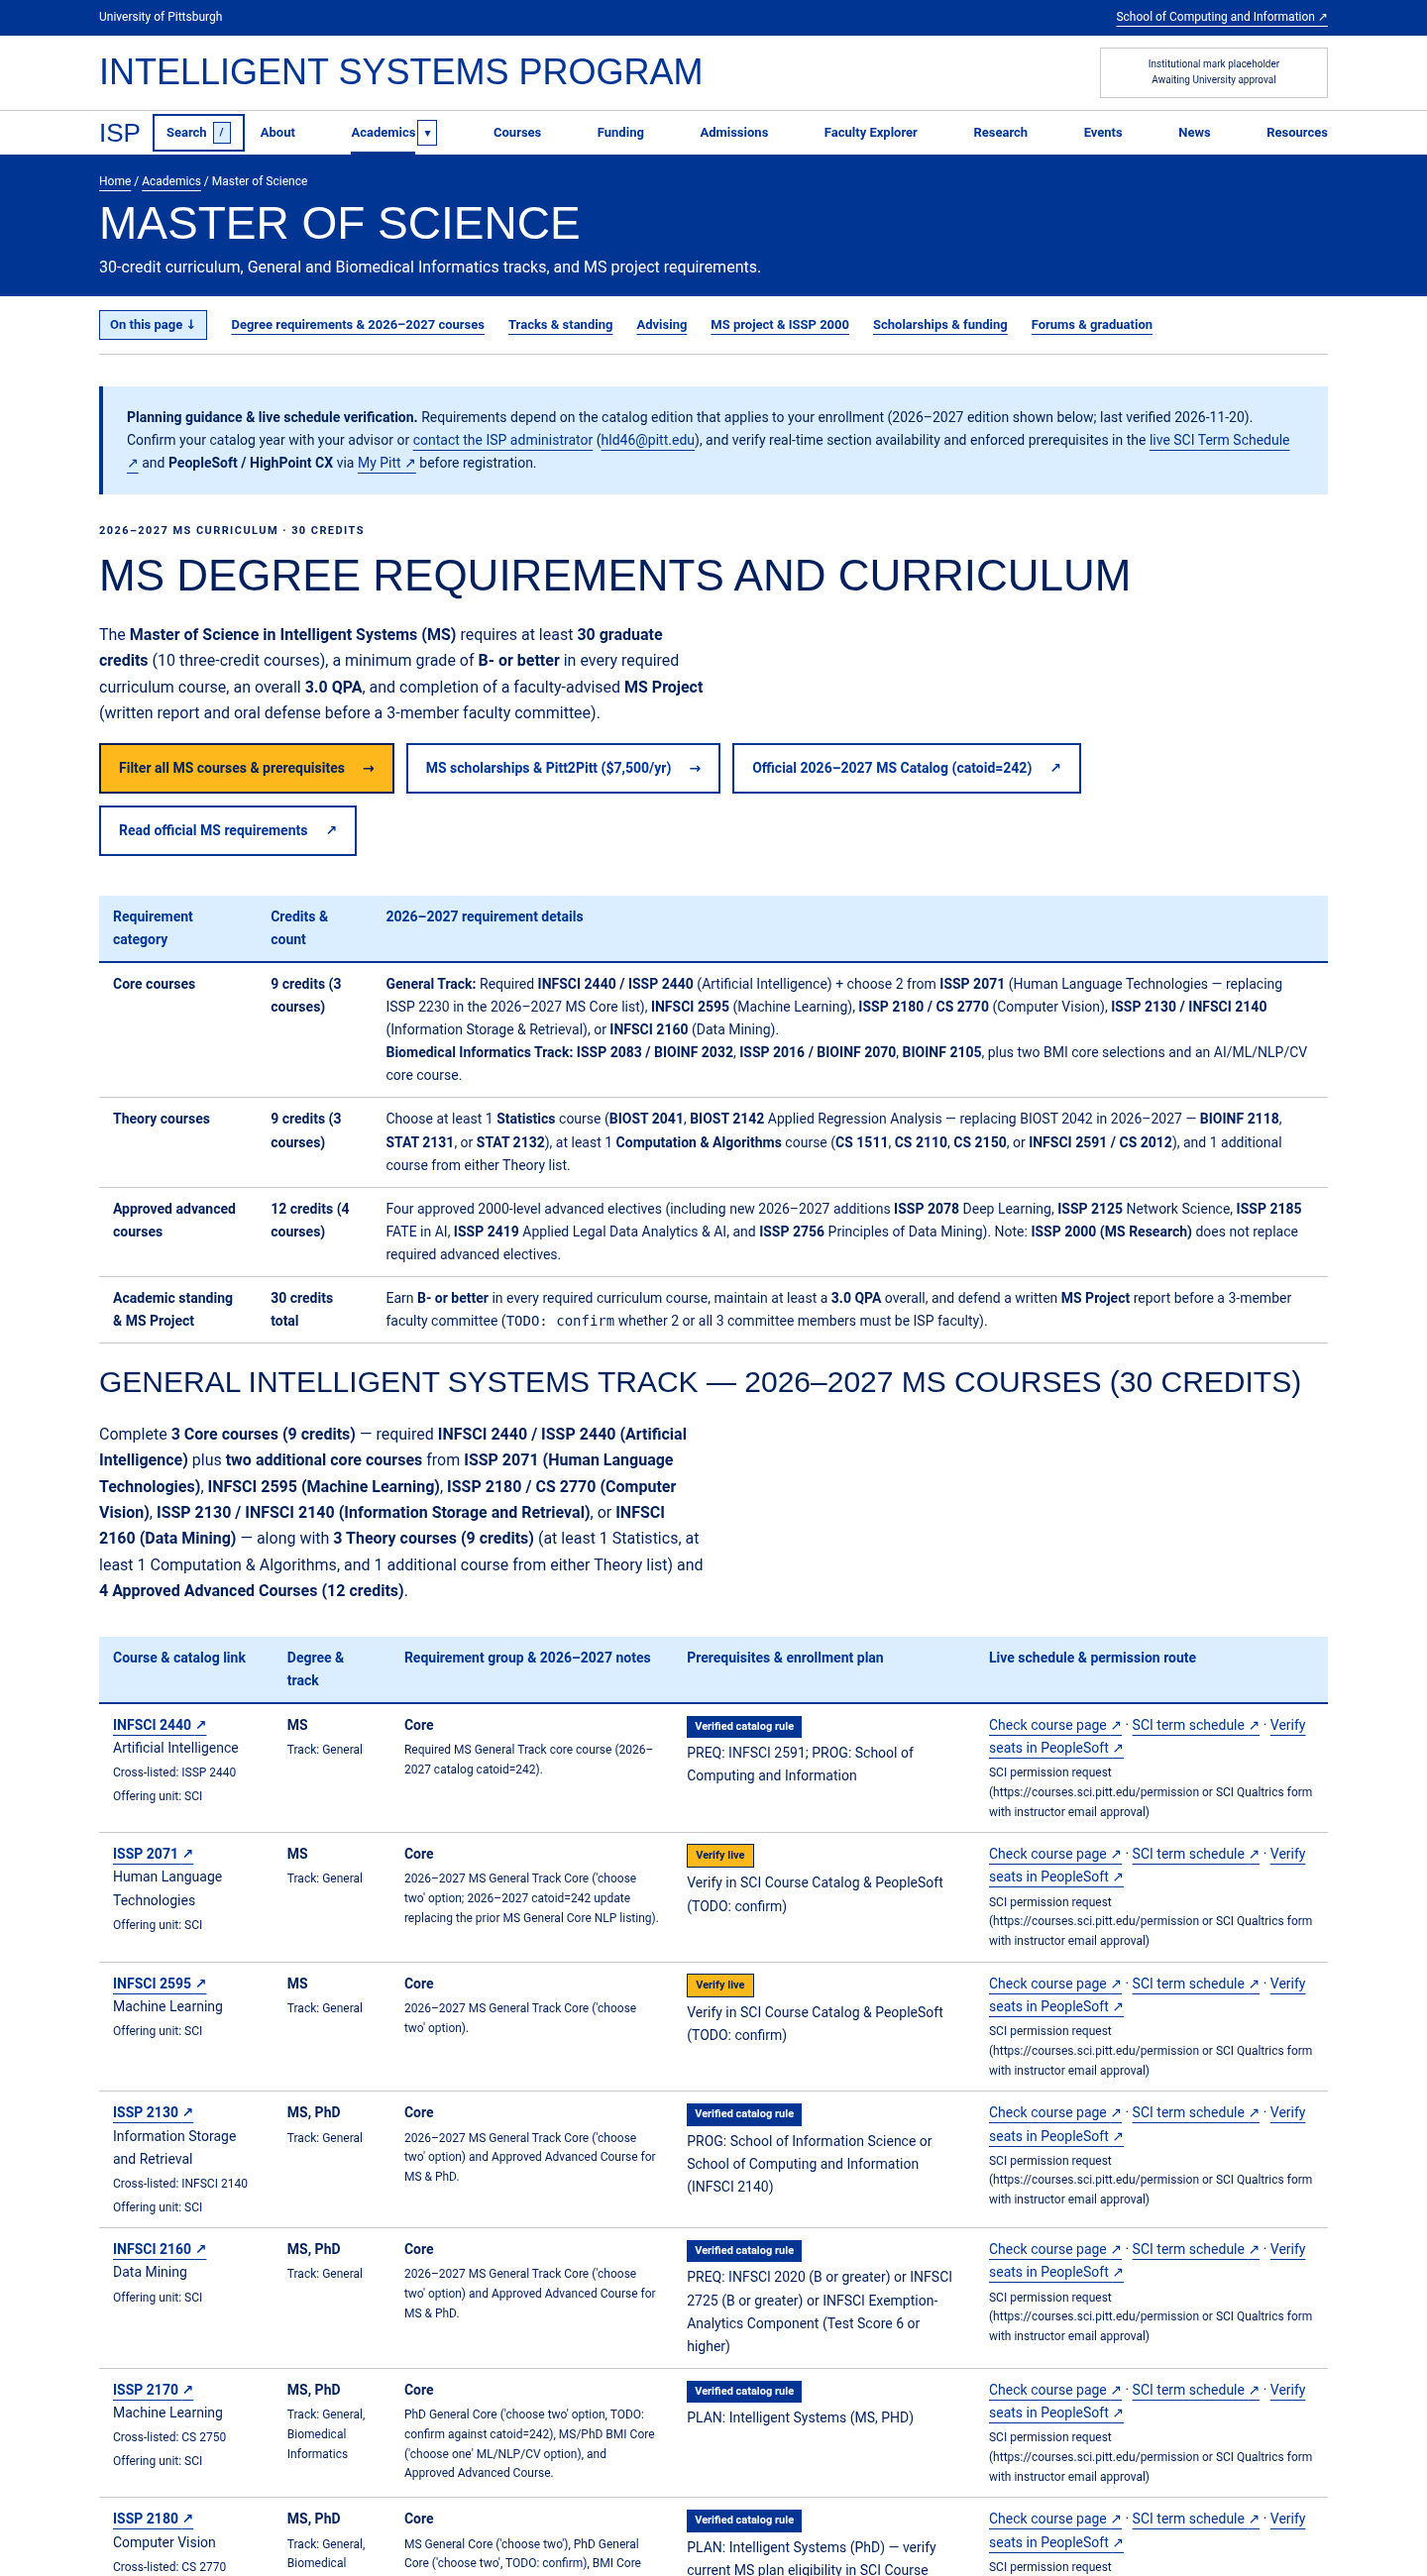 University of Pittsburgh
School of Computing and Information ↗
INTELLIGENT SYSTEMS PROGRAM
Institutional mark placeholder
Awaiting University approval
ISP Search / About Academics ▾ Courses Funding Admissions Faculty Explorer Research Events News Resources
Home / Academics / Master of Science
MASTER OF SCIENCE
30-credit curriculum, General and Biomedical Informatics tracks, and MS project requirements.
On this page ↓ Degree requirements & 2026–2027 courses Tracks & standing Advising MS project & ISSP 2000 Scholarships & funding Forums & graduation
Planning guidance & live schedule verification. Requirements depend on the catalog edition that applies to your enrollment (2026–2027 edition shown below; last verified 2026-11-20).
Confirm your catalog year with your advisor or contact the ISP administrator (hld46@pitt.edu), and verify real-time section availability and enforced prerequisites in the live SCI Term Schedule
↗ and PeopleSoft / HighPoint CX via My Pitt ↗ before registration.
2026–2027 MS CURRICULUM · 30 CREDITS
MS DEGREE REQUIREMENTS AND CURRICULUM
The Master of Science in Intelligent Systems (MS) requires at least 30 graduate
credits (10 three-credit courses), a minimum grade of B- or better in every required
curriculum course, an overall 3.0 QPA, and completion of a faculty-advised MS Project
(written report and oral defense before a 3-member faculty committee).
Filter all MS courses & prerequisites →
MS scholarships & Pitt2Pitt ($7,500/yr) →
Official 2026–2027 MS Catalog (catoid=242) ↗
Read official MS requirements ↗
Requirement
category
Credits &
count
2026–2027 requirement details
Core courses
9 credits (3
courses)
General Track: Required INFSCI 2440 / ISSP 2440 (Artificial Intelligence) + choose 2 from ISSP 2071 (Human Language Technologies — replacing
ISSP 2230 in the 2026–2027 MS Core list), INFSCI 2595 (Machine Learning), ISSP 2180 / CS 2770 (Computer Vision), ISSP 2130 / INFSCI 2140
(Information Storage & Retrieval), or INFSCI 2160 (Data Mining).
Biomedical Informatics Track: ISSP 2083 / BIOINF 2032, ISSP 2016 / BIOINF 2070, BIOINF 2105, plus two BMI core selections and an AI/ML/NLP/CV
core course.
Theory courses
9 credits (3
courses)
Choose at least 1 Statistics course (BIOST 2041, BIOST 2142 Applied Regression Analysis — replacing BIOST 2042 in 2026–2027 — BIOINF 2118,
STAT 2131, or STAT 2132), at least 1 Computation & Algorithms course (CS 1511, CS 2110, CS 2150, or INFSCI 2591 / CS 2012), and 1 additional
course from either Theory list.
Approved advanced
courses
12 credits (4
courses)
Four approved 2000-level advanced electives (including new 2026–2027 additions ISSP 2078 Deep Learning, ISSP 2125 Network Science, ISSP 2185
FATE in AI, ISSP 2419 Applied Legal Data Analytics & AI, and ISSP 2756 Principles of Data Mining). Note: ISSP 2000 (MS Research) does not replace
required advanced electives.
Academic standing
& MS Project
30 credits
total
Earn B- or better in every required curriculum course, maintain at least a 3.0 QPA overall, and defend a written MS Project report before a 3-member
faculty committee (TODO: confirm whether 2 or all 3 committee members must be ISP faculty).
GENERAL INTELLIGENT SYSTEMS TRACK — 2026–2027 MS COURSES (30 CREDITS)
Complete 3 Core courses (9 credits) — required INFSCI 2440 / ISSP 2440 (Artificial
Intelligence) plus two additional core courses from ISSP 2071 (Human Language
Technologies), INFSCI 2595 (Machine Learning), ISSP 2180 / CS 2770 (Computer
Vision), ISSP 2130 / INFSCI 2140 (Information Storage and Retrieval), or INFSCI
2160 (Data Mining) — along with 3 Theory courses (9 credits) (at least 1 Statistics, at
least 1 Computation & Algorithms, and 1 additional course from either Theory list) and
4 Approved Advanced Courses (12 credits).
Course & catalog link
Degree &
track
Requirement group & 2026–2027 notes
Prerequisites & enrollment plan
Live schedule & permission route
INFSCI 2440 ↗
Artificial Intelligence
Cross-listed: ISSP 2440
Offering unit: SCI
MS
Track: General
Core
Required MS General Track core course (2026–
2027 catalog catoid=242).
Verified catalog rule
PREQ: INFSCI 2591; PROG: School of
Computing and Information
Check course page ↗ · SCI term schedule ↗ · Verify
seats in PeopleSoft ↗
SCI permission request
(https://courses.sci.pitt.edu/permission or SCI Qualtrics form
with instructor email approval)
ISSP 2071 ↗
Human Language
Technologies
Offering unit: SCI
MS
Track: General
Core
2026–2027 MS General Track Core ('choose
two' option; 2026–2027 catoid=242 update
replacing the prior MS General Core NLP listing).
Verify live
Verify in SCI Course Catalog & PeopleSoft
(TODO: confirm)
Check course page ↗ · SCI term schedule ↗ · Verify
seats in PeopleSoft ↗
SCI permission request
(https://courses.sci.pitt.edu/permission or SCI Qualtrics form
with instructor email approval)
INFSCI 2595 ↗
Machine Learning
Offering unit: SCI
MS
Track: General
Core
2026–2027 MS General Track Core ('choose
two' option).
Verify live
Verify in SCI Course Catalog & PeopleSoft
(TODO: confirm)
Check course page ↗ · SCI term schedule ↗ · Verify
seats in PeopleSoft ↗
SCI permission request
(https://courses.sci.pitt.edu/permission or SCI Qualtrics form
with instructor email approval)
ISSP 2130 ↗
Information Storage
and Retrieval
Cross-listed: INFSCI 2140
Offering unit: SCI
MS, PhD
Track: General
Core
2026–2027 MS General Track Core ('choose
two' option) and Approved Advanced Course for
MS & PhD.
Verified catalog rule
PROG: School of Information Science or
School of Computing and Information
(INFSCI 2140)
Check course page ↗ · SCI term schedule ↗ · Verify
seats in PeopleSoft ↗
SCI permission request
(https://courses.sci.pitt.edu/permission or SCI Qualtrics form
with instructor email approval)
INFSCI 2160 ↗
Data Mining
Offering unit: SCI
MS, PhD
Track: General
Core
2026–2027 MS General Track Core ('choose
two' option) and Approved Advanced Course for
MS & PhD.
Verified catalog rule
PREQ: INFSCI 2020 (B or greater) or INFSCI
2725 (B or greater) or INFSCI Exemption-
Analytics Component (Test Score 6 or
higher)
Check course page ↗ · SCI term schedule ↗ · Verify
seats in PeopleSoft ↗
SCI permission request
(https://courses.sci.pitt.edu/permission or SCI Qualtrics form
with instructor email approval)
ISSP 2170 ↗
Machine Learning
Cross-listed: CS 2750
Offering unit: SCI
MS, PhD
Track: General,
Biomedical
Informatics
Core
PhD General Core ('choose two' option, TODO:
confirm against catoid=242), MS/PhD BMI Core
('choose one' ML/NLP/CV option), and
Approved Advanced Course.
Verified catalog rule
PLAN: Intelligent Systems (MS, PHD)
Check course page ↗ · SCI term schedule ↗ · Verify
seats in PeopleSoft ↗
SCI permission request
(https://courses.sci.pitt.edu/permission or SCI Qualtrics form
with instructor email approval)
ISSP 2180 ↗
Computer Vision
Cross-listed: CS 2770
MS, PhD
Track: General,
Biomedical
Core
MS General Core ('choose two'), PhD General
Core ('choose two', TODO: confirm), BMI Core
Verified catalog rule
PLAN: Intelligent Systems (PhD) — verify
current MS plan eligibility in SCI Course
Check course page ↗ · SCI term schedule ↗ · Verify
seats in PeopleSoft ↗
SCI permission request